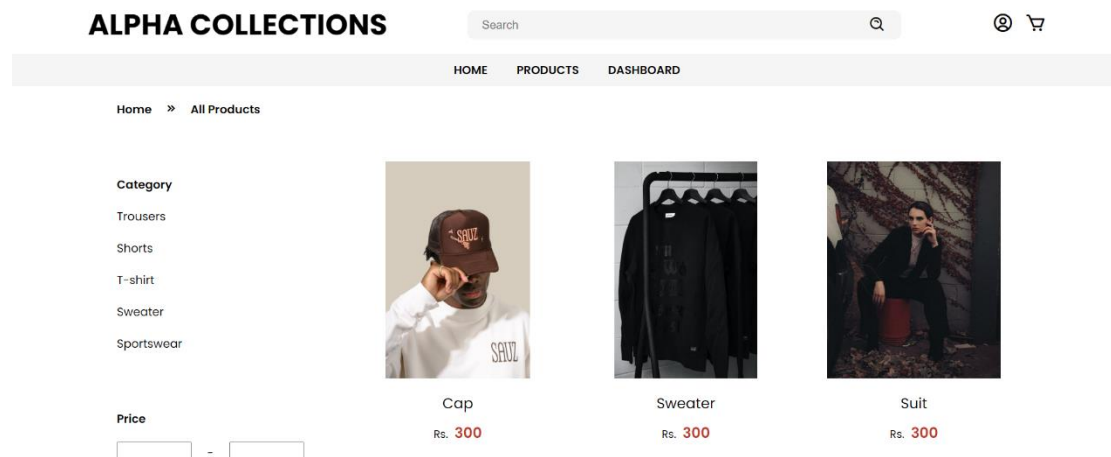 ALPHA COLLECTIONS
Search
HOME PRODUCTS DASHBOARD
Home » All Products
Category
Trousers
Shorts
T-shirt
Sweater
Sportswear
Price
-
SAUZ
SAUZ
Cap Sweater Suit
Rs. 300 Rs. 300 Rs. 300